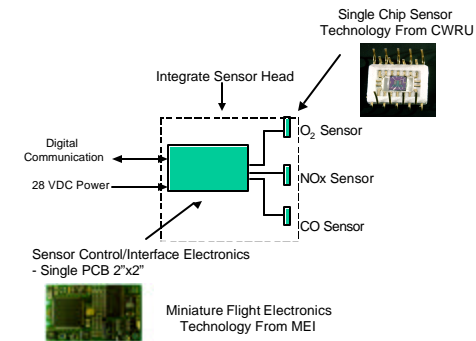 Single Chip Sensor
Technology From CWRU
Integrate Sensor Head
O₂ Sensor
Digital
Communication
28 VDC Power
NOx Sensor
CO Sensor
Sensor Control/Interface Electronics
- Single PCB 2”x2”
Miniature Flight Electronics
Technology From MEI